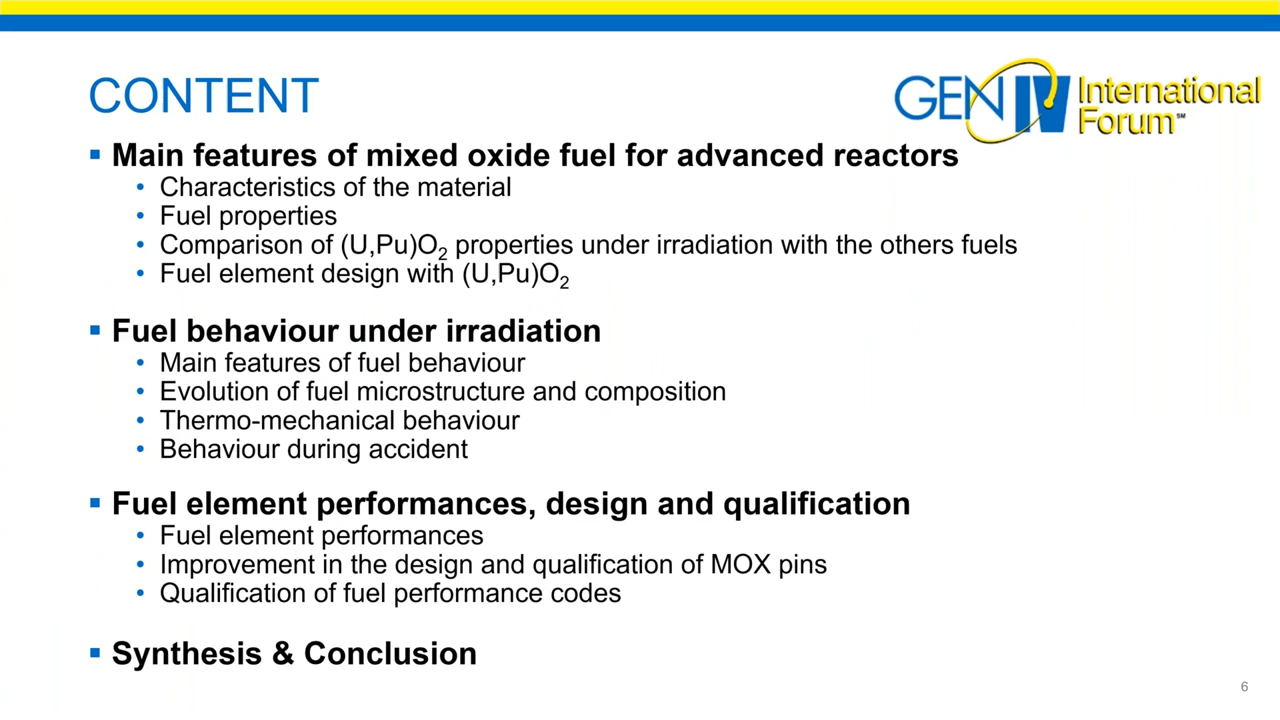 CONTENT
GEN IV International
Forum℠
▪ Main features of mixed oxide fuel for advanced reactors
• Characteristics of the material
• Fuel properties
• Comparison of (U,Pu)O₂ properties under irradiation with the others fuels
• Fuel element design with (U,Pu)O₂
▪ Fuel behaviour under irradiation
• Main features of fuel behaviour
• Evolution of fuel microstructure and composition
• Thermo-mechanical behaviour
• Behaviour during accident
▪ Fuel element performances, design and qualification
• Fuel element performances
• Improvement in the design and qualification of MOX pins
• Qualification of fuel performance codes
▪ Synthesis & Conclusion
6